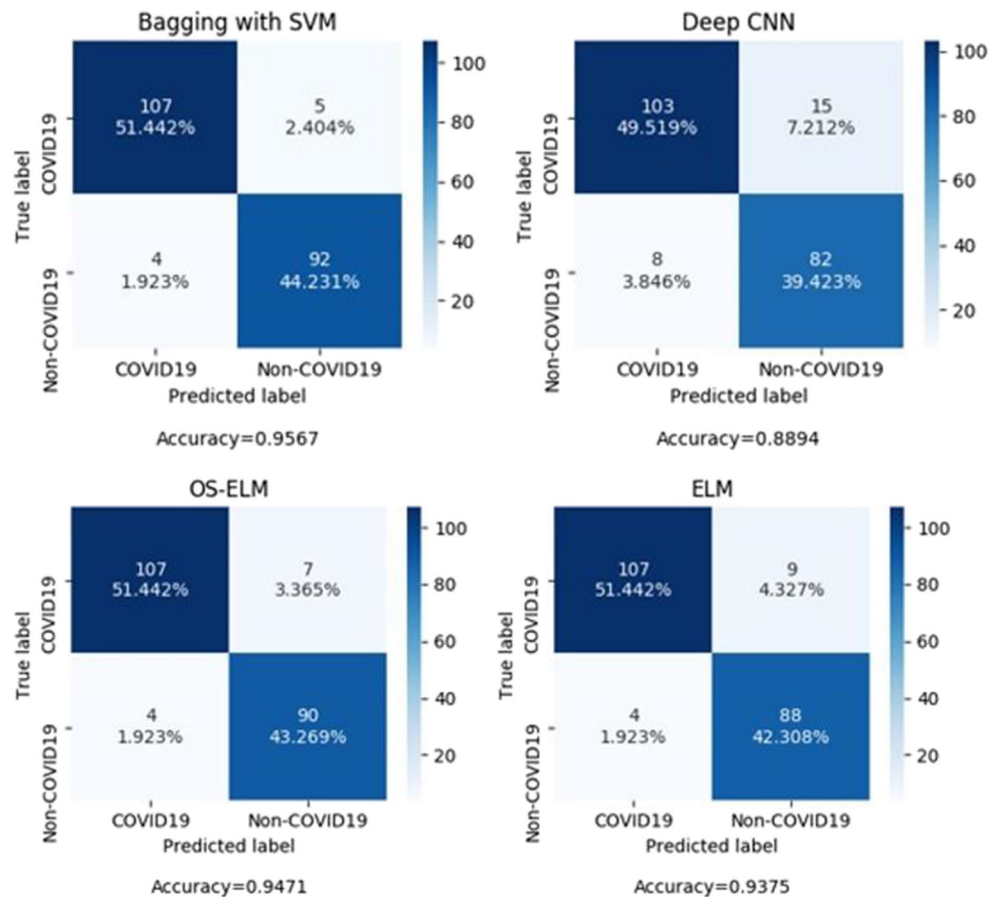 Bagging with SVM
True label
COVID19
Non-COVID19
107
51.442%
5
2.404%
4
1.923%
92
44.231%
100
80
60
40
20
COVID19
Non-COVID19
Predicted label
Accuracy=0.9567
Deep CNN
True label
COVID19
Non-COVID19
103
49.519%
15
7.212%
8
3.846%
82
39.423%
100
80
60
40
20
COVID19
Non-COVID19
Predicted label
Accuracy=0.8894
OS-ELM
True label
COVID19
Non-COVID19
107
51.442%
7
3.365%
4
1.923%
90
43.269%
100
80
60
40
20
COVID19
Non-COVID19
Predicted label
Accuracy=0.9471
ELM
True label
COVID19
Non-COVID19
107
51.442%
9
4.327%
4
1.923%
88
42.308%
100
80
60
40
20
COVID19
Non-COVID19
Predicted label
Accuracy=0.9375